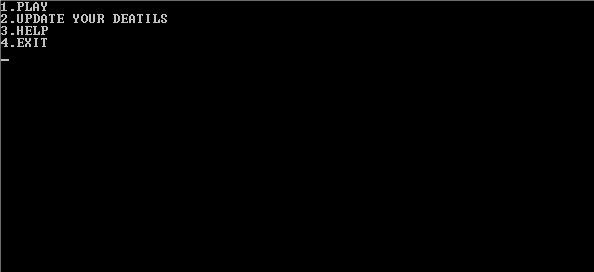 1.PLAY
2.UPDATE YOUR DEATILS
3.HELP
4.EXIT